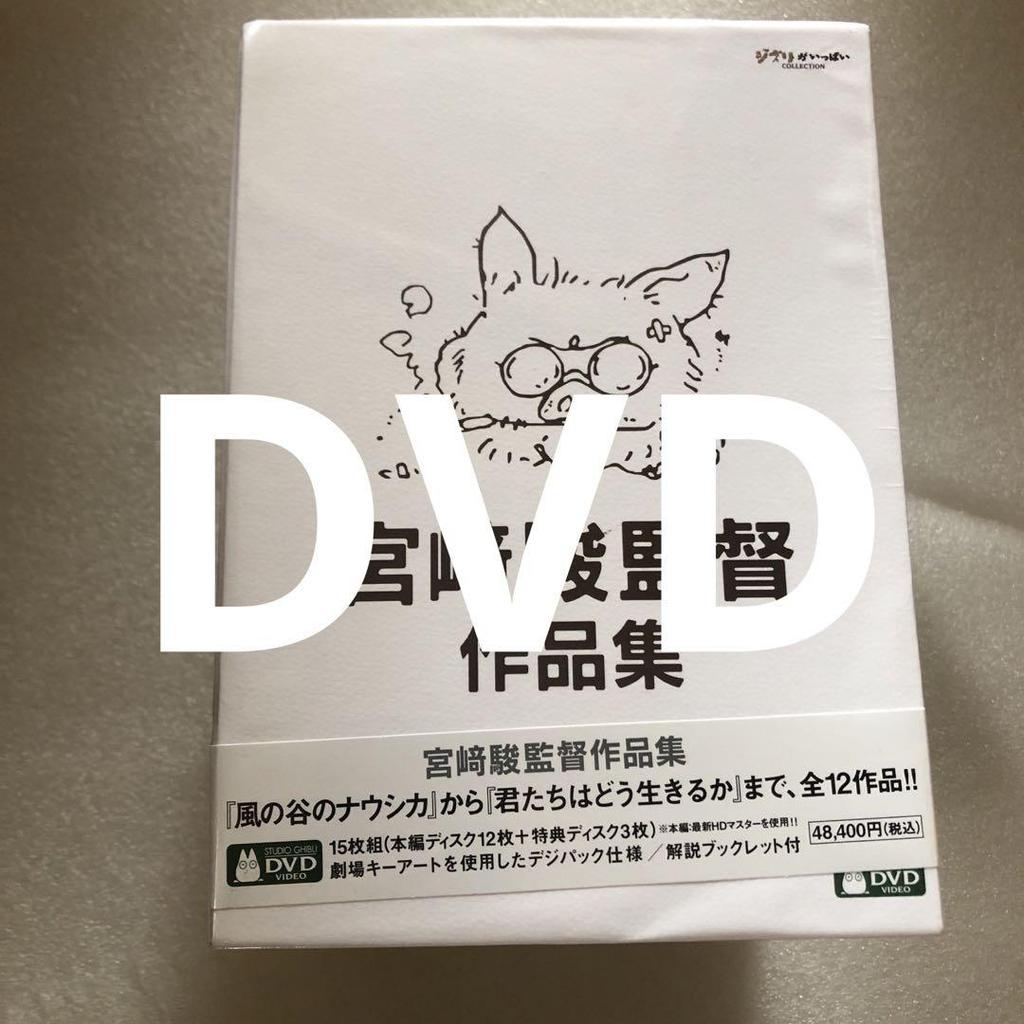 ジブリがいっぱい
COLLECTION
DVD
宮﨑駿監督
作品集
宮﨑駿監督作品集
『風の谷のナウシカ』から『君たちはどう生きるか』まで、全12作品!!
STUDIO GHIBLI
DVD
VIDEO
15枚組(本編ディスク12枚+特典ディスク3枚)※本編:最新HDマスターを使用!!
劇場キーアートを使用したデジパック仕様/解説ブックレット付
48,400円(税込)
DVD
VIDEO